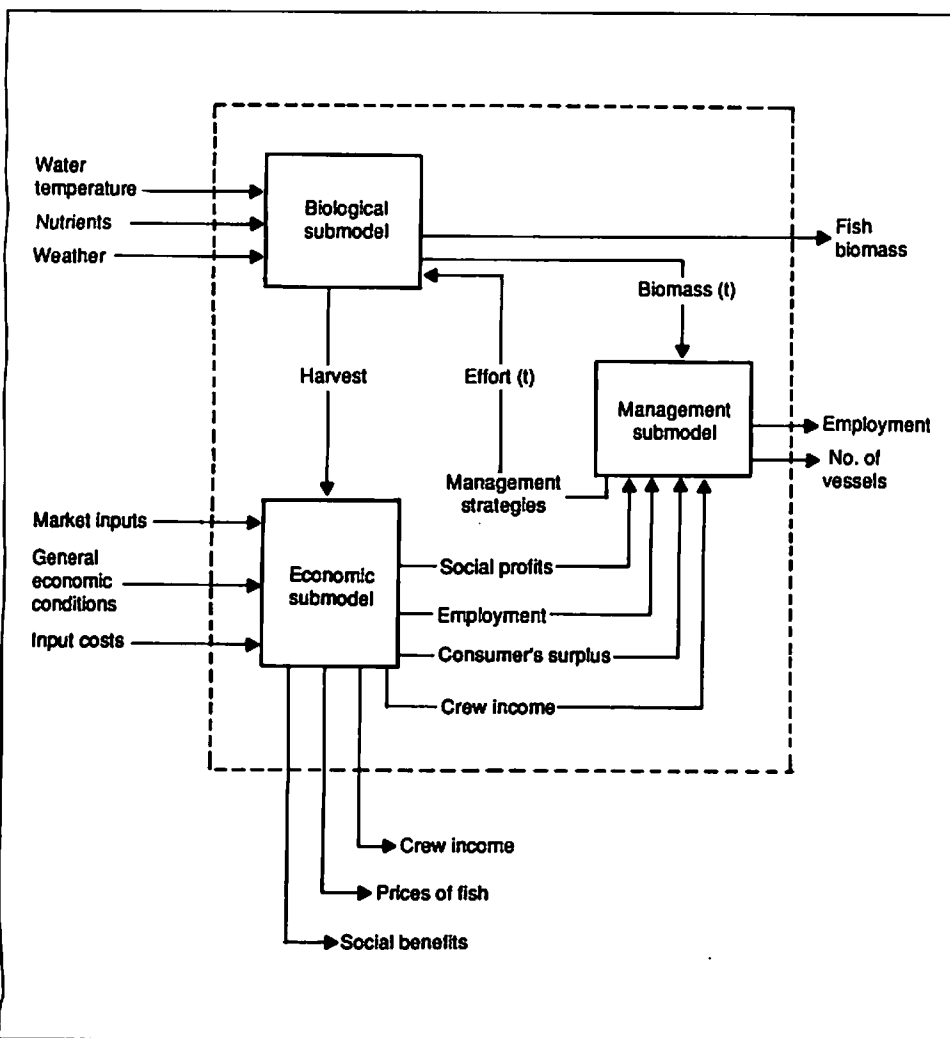 Water
temperature
Nutrients
Weather
Biological
submodel
Fish
biomass
Biomass (t)
Harvest
Effort (t)
Management
submodel
Employment
No. of
vessels
Management
strategies
Market inputs
General
economic
conditions
Input costs
Economic
submodel
Social profits
Employment
Consumer's surplus
Crew income
Crew income
Prices of fish
Social benefits